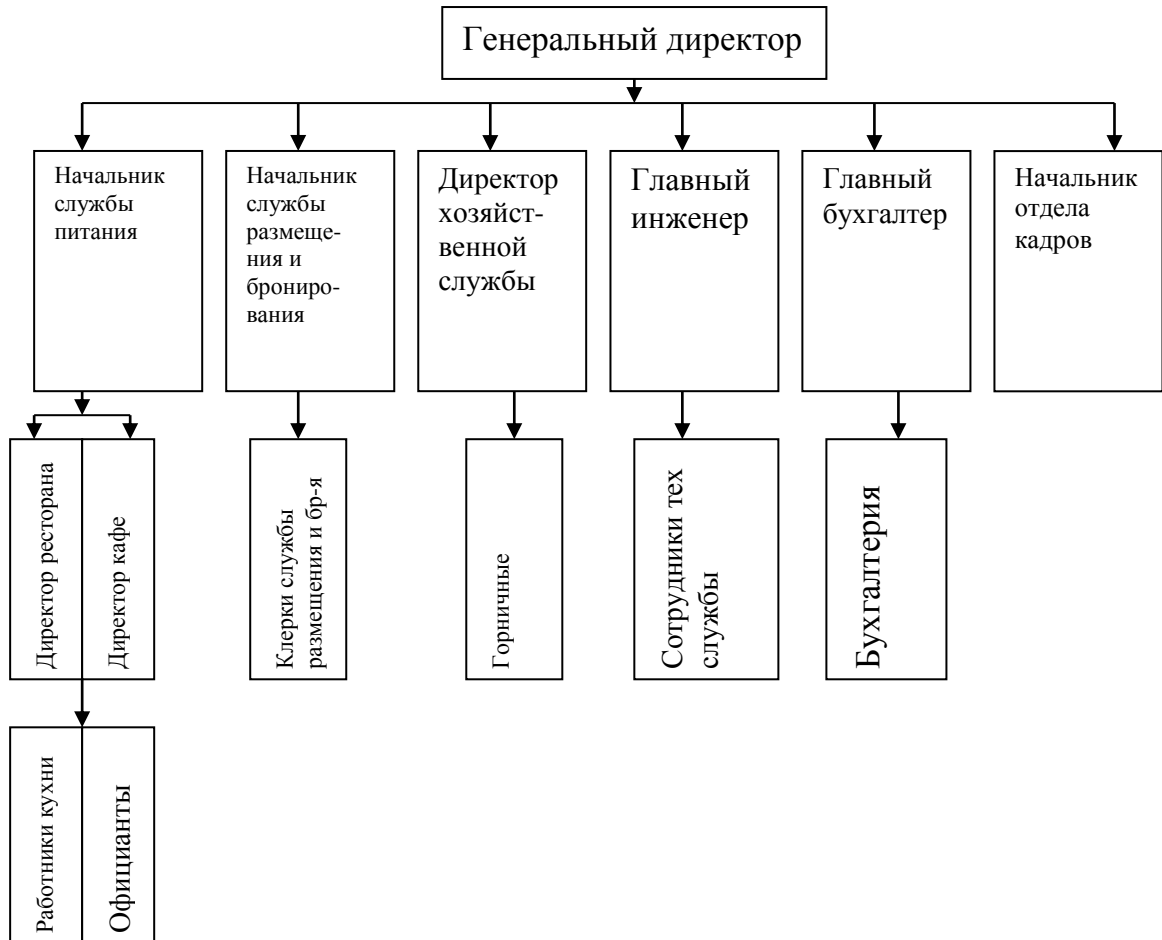 Генеральный директор
Начальник
службы
питания
Начальник
службы
размеще-
ния и
брониро-
вания
Директор
хозяйст-
венной
службы
Главный
инженер
Главный
бухгалтер
Начальник
отдела
кадров
Директор ресторана
Директор кафе
Клерки службы
размещения и бр-я
Горничные
Сотрудники тех
службы
Бухгалтерия
Работники кухни
Официанты